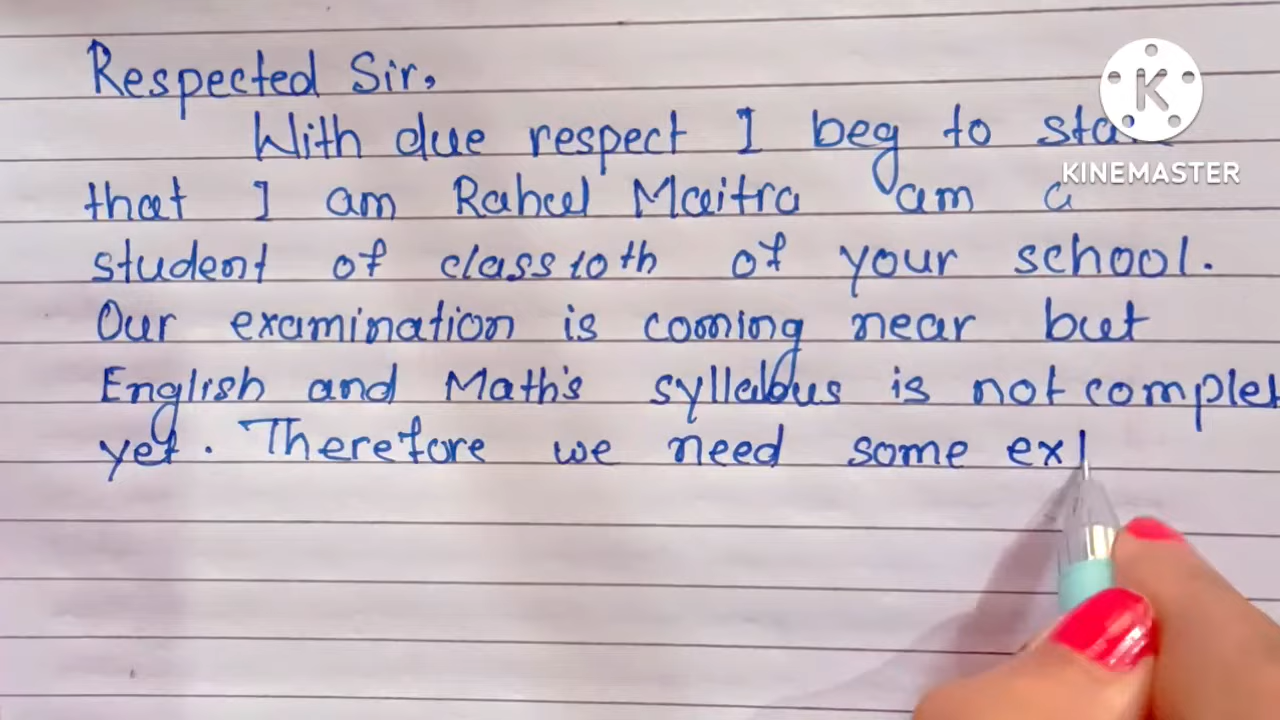 Respected Sir,
K
With due respect I beg to sta
KINEMASTER
that I am Rahul Maitra am a
student of class 10th of your school.
Our examination is coming near but
English and Math's syllabus is not complet
yet. Therefore we need some ex